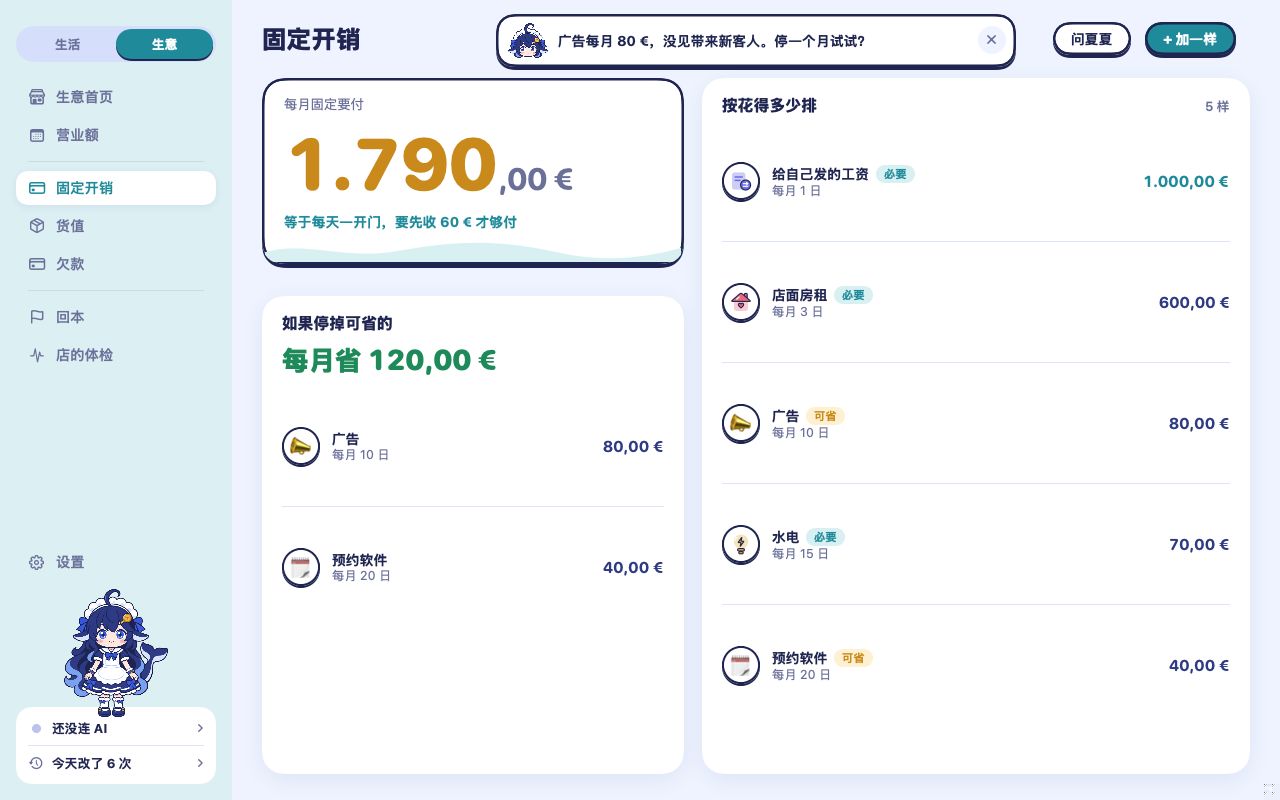 生活
生意
生意首页
营业额
固定开销
货值
欠款
回本
店的体检
设置
还没连 AI
今天改了 6 次
固定开销
广告每月 80 €，没见带来新客人。停一个月试试?
问夏夏
+ 加一样
每月固定要付
1.790,00 €
等于每天一开门，要先收 60 € 才够付
如果停掉可省的
每月省 120,00 €
广告
每月 10 日
80,00 €
预约软件
每月 20 日
40,00 €
按花得多少排
5 样
给自己发的工资 必要
每月 1 日
1.000,00 €
店面房租 必要
每月 3 日
600,00 €
广告 可省
每月 10 日
80,00 €
水电 必要
每月 15 日
70,00 €
预约软件 可省
每月 20 日
40,00 €